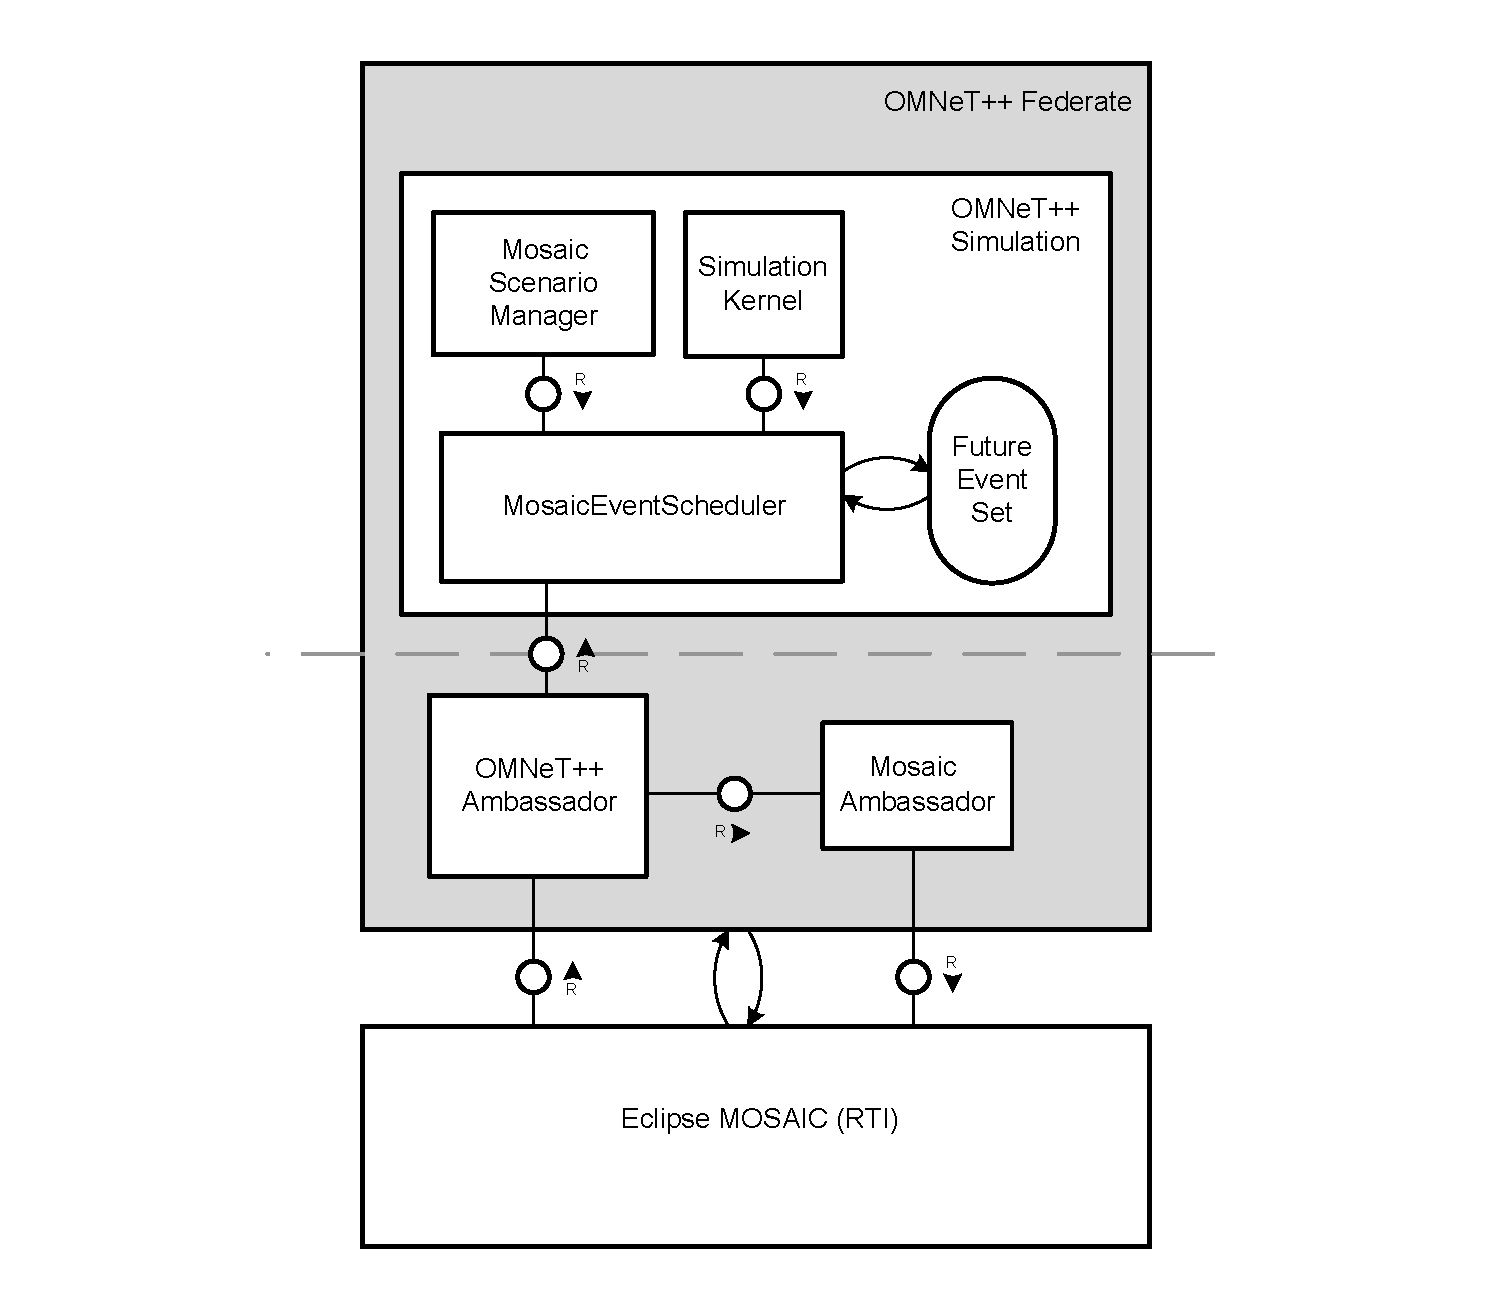 OMNeT++ Federate
OMNeT++
Simulation
Mosaic
Scenario
Manager
Simulation
Kernel
R
R
Future
Event
Set
MosaicEventScheduler
R
OMNeT++
Ambassador
Mosaic
Ambassador
R
R
R
Eclipse MOSAIC (RTI)